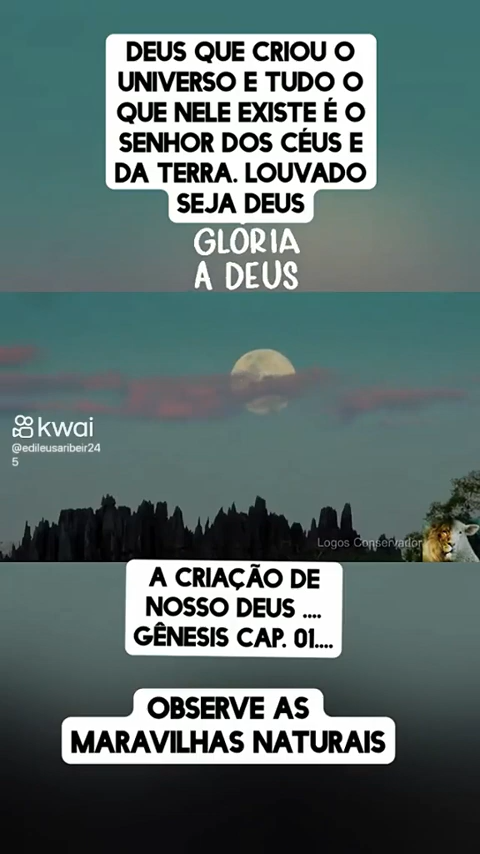 DEUS QUE CRIOU O
UNIVERSO E TUDO O
QUE NELE EXISTE É O
SENHOR DOS CÉUS E
DA TERRA. LOUVADO
SEJA DEUS
GLÓRIA
A DEUS
kwai
@edileusaribeir24
5
Logos Conservador
A CRIAÇÃO DE
NOSSO DEUS ....
GÊNESIS CAP. 01....
OBSERVE AS
MARAVILHAS NATURAIS